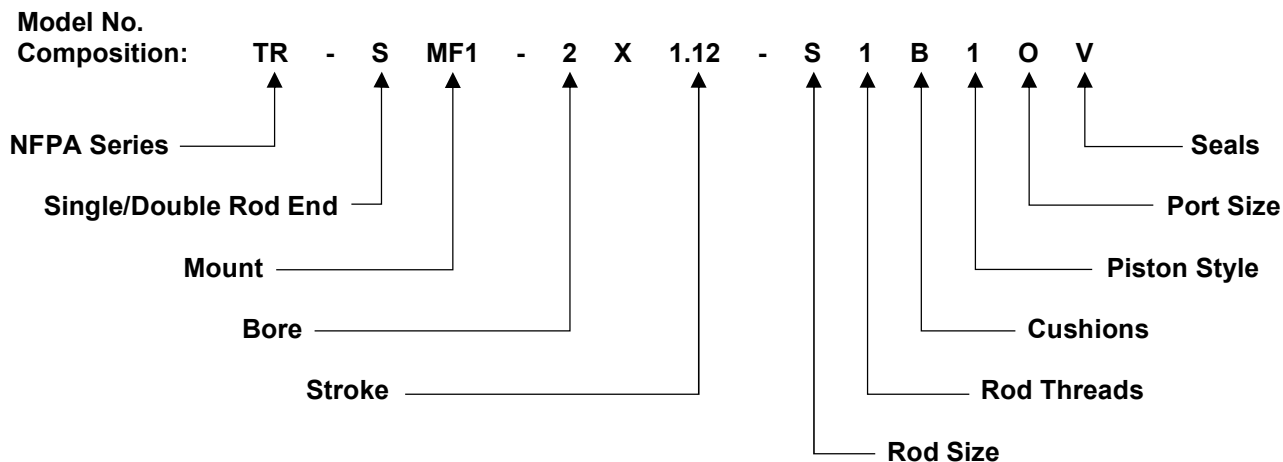 Model No.
Composition: TR - S MF1 - 2 X 1.12 - S 1 B 1 O V
NFPA Series
Seals
Single/Double Rod End
Port Size
Mount
Piston Style
Bore
Cushions
Stroke
Rod Threads
Rod Size